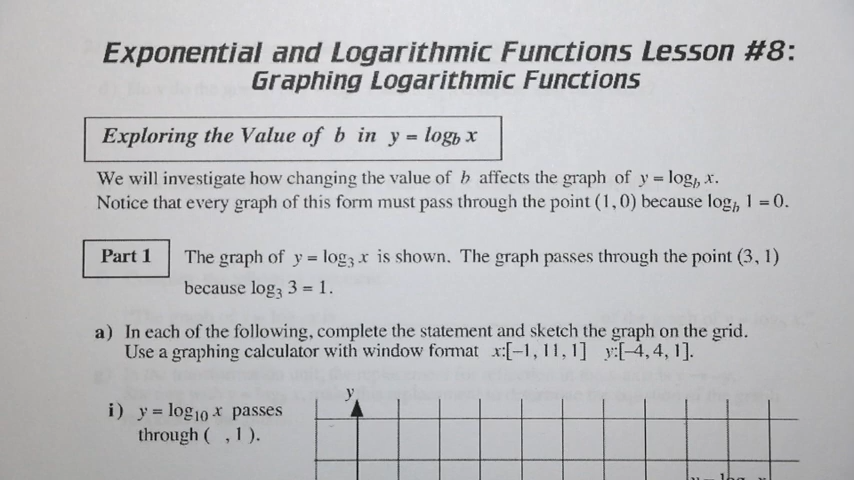 Exponential and Logarithmic Functions Lesson #8:
Graphing Logarithmic Functions
Exploring the Value of b in y = log_b x
We will investigate how changing the value of b affects the graph of y = log_b x.
Notice that every graph of this form must pass through the point (1, 0) because log_b 1 = 0.
Part 1 The graph of y = log₃ x is shown. The graph passes through the point (3, 1)
because log₃ 3 = 1.
a) In each of the following, complete the statement and sketch the graph on the grid.
Use a graphing calculator with window format x:[−1, 11, 1] y:[−4, 4, 1].
y
i) y = log₁₀ x passes
through ( , 1 ).